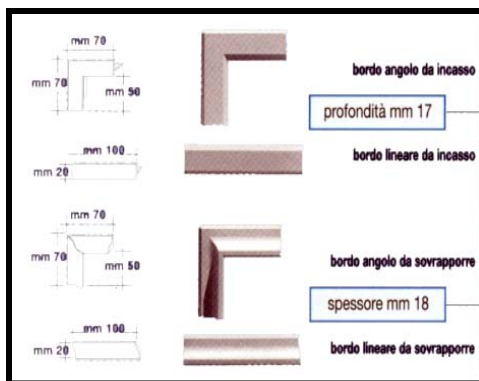 mm 70
mm 70
mm 50
bordo angolo da incasso
profondità mm 17
mm 100
mm 20
bordo lineare da incasso
mm 70
mm 70
mm 50
bordo angolo da sovrapporre
spessore mm 18
mm 100
mm 20
bordo lineare da sovrapporre